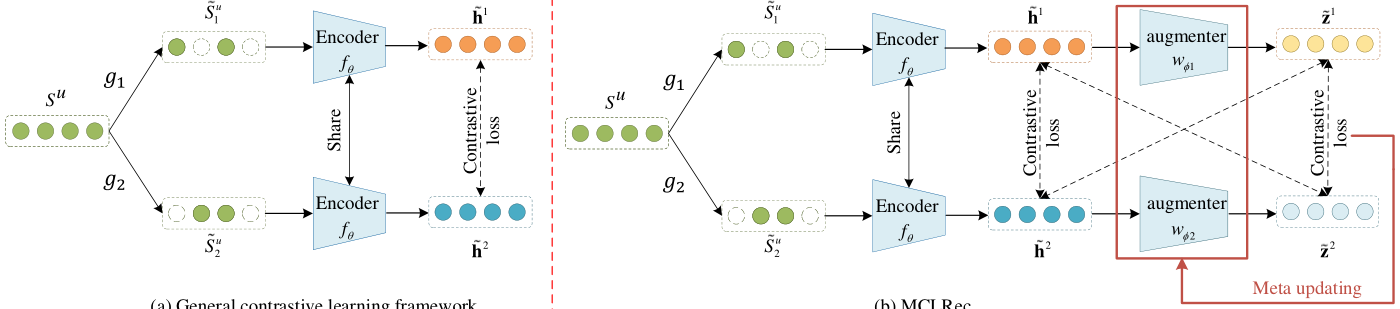 S̃₁ᵘ
h̃¹
Encoder
f_θ
g₁
Sᵘ
Share
Contrastive
loss
g₂
Encoder
f_θ
S̃₂ᵘ
h̃²
(a) General contrastive learning framework
S̃₁ᵘ
h̃¹
z̃¹
Encoder
f_θ
augmenter
w_ϕ1
g₁
Sᵘ
Share
Contrastive
loss
Contrastive
loss
g₂
Encoder
f_θ
augmenter
w_ϕ2
S̃₂ᵘ
h̃²
z̃²
Meta updating
(b) MCLRec